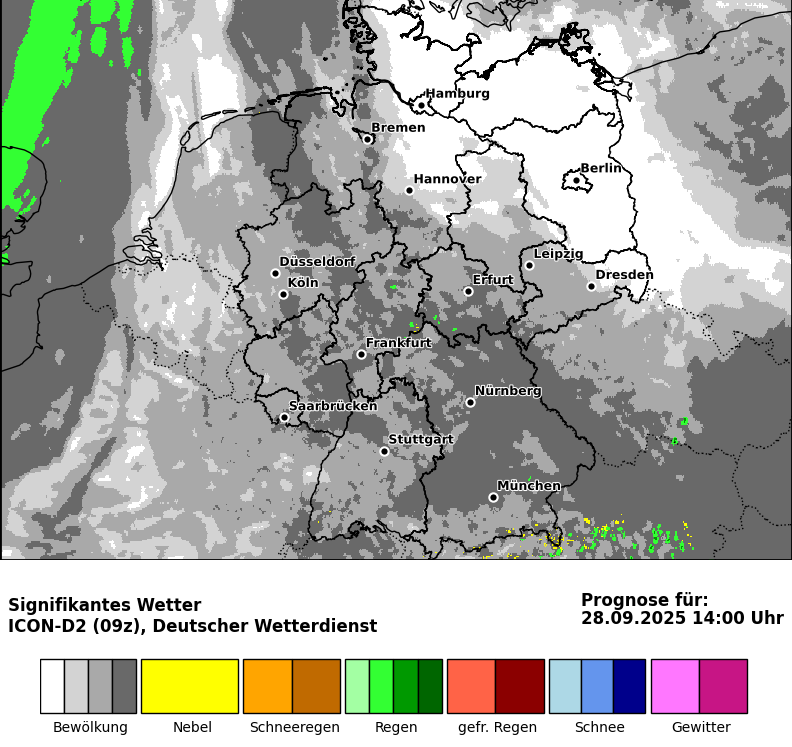 Hamburg
Bremen
Berlin
Hannover
Leipzig
Düsseldorf
Dresden
Köln
Erfurt
Frankfurt
Nürnberg
Saarbrücken
Stuttgart
München
Signifikantes Wetter
ICON-D2 (09z), Deutscher Wetterdienst
Prognose für:
28.09.2025 14:00 Uhr
Bewölkung Nebel Schneeregen Regen gefr. Regen Schnee Gewitter